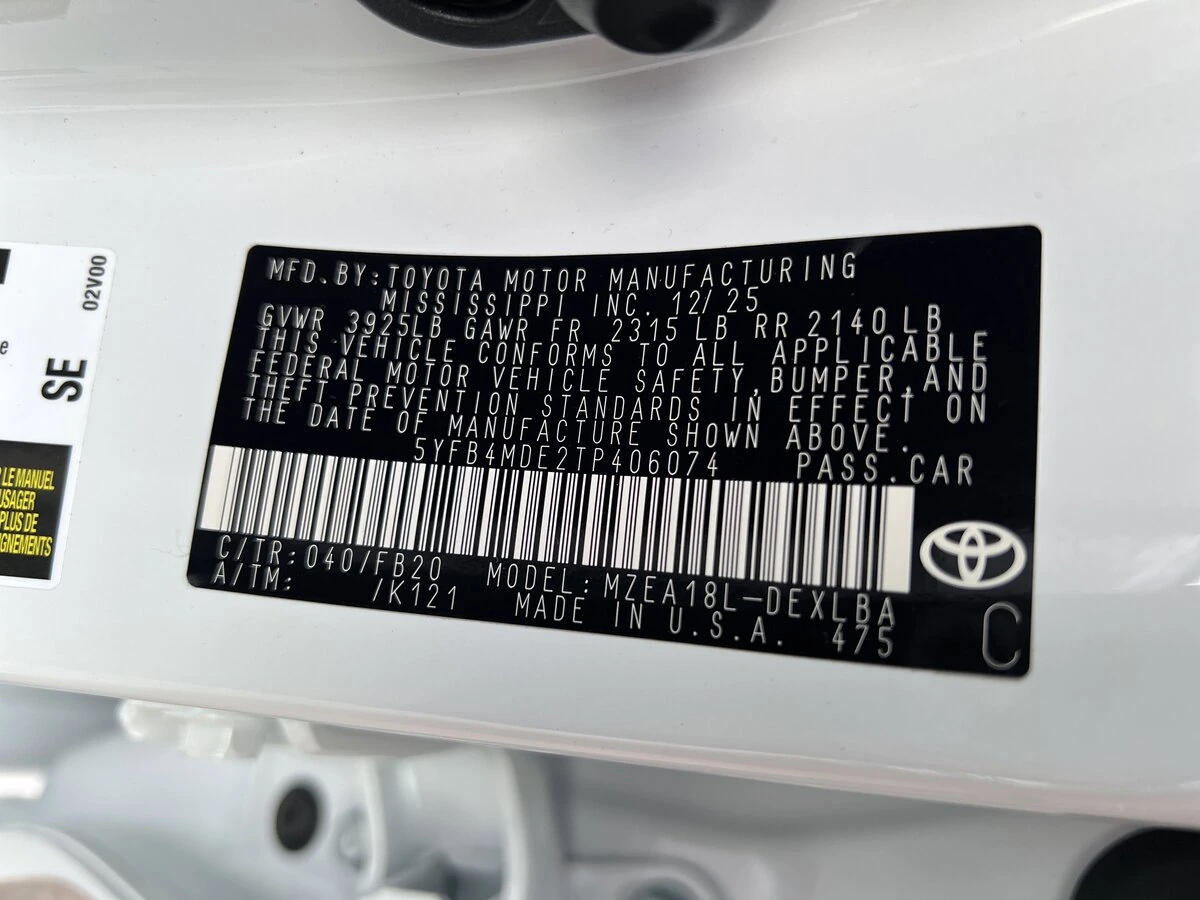 02V00
e
SE
LE MANUEL
USAGER
PLUS DE
IGNEMENTS
MFD. BY: TOYOTA MOTOR MANUFACTURING
MISSISSIPPI INC. 12/25
GVWR 3925LB GAWR FR 2315 LB RR 2140 LB
THIS VEHICLE CONFORMS TO ALL APPLICABLE
FEDERAL MOTOR VEHICLE SAFETY, BUMPER, AND
THEFT PREVENTION STANDARDS IN EFFECT ON
THE DATE OF MANUFACTURE SHOWN ABOVE.
5YFB4MDE2TP406074 PASS. CAR
C/TR: 040/FB20 MODEL: MZEA18L-DEXLBA
A/TM: /K121 MADE IN U.S.A. 475
C